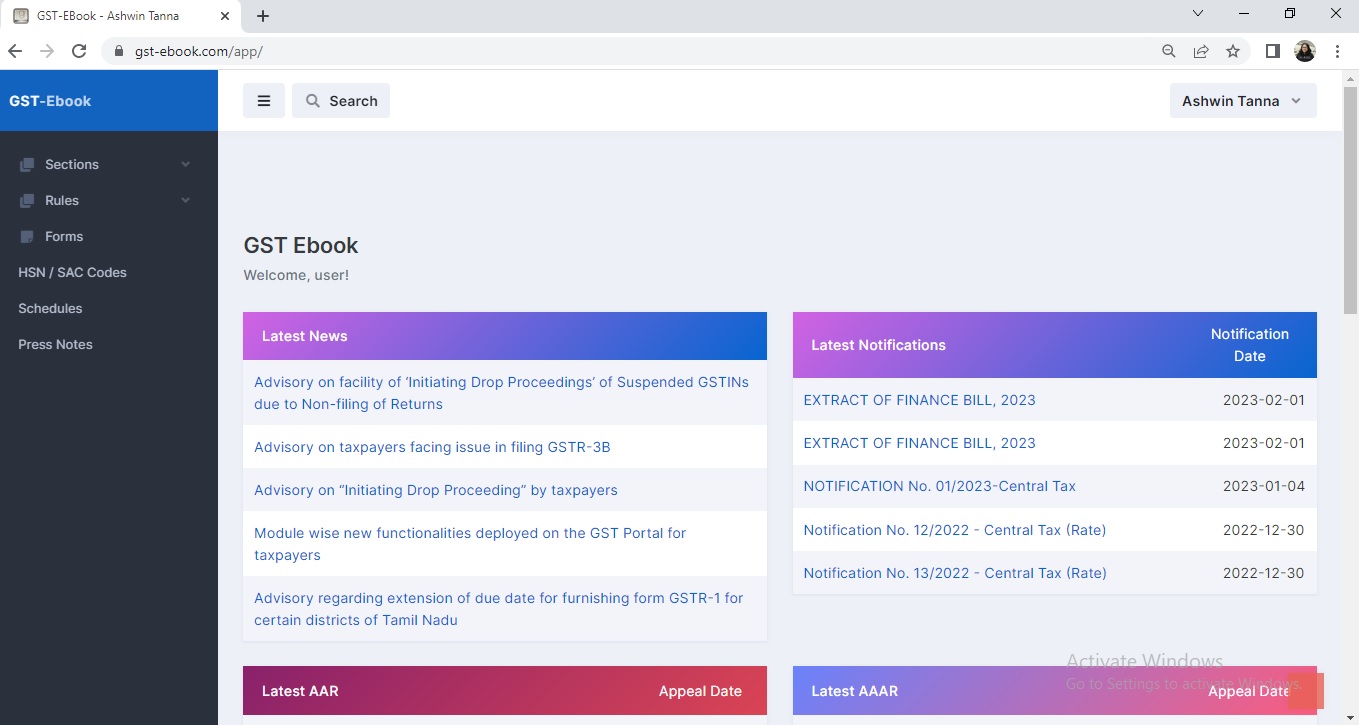 GST-EBook - Ashwin Tanna
gst-ebook.com/app/
GST-Ebook
Search
Ashwin Tanna
Sections
Rules
Forms
HSN / SAC Codes
Schedules
Press Notes
GST Ebook
Welcome, user!
Latest News
Advisory on facility of ‘Initiating Drop Proceedings’ of Suspended GSTINs
due to Non-filing of Returns
Advisory on taxpayers facing issue in filing GSTR-3B
Advisory on “Initiating Drop Proceeding” by taxpayers
Module wise new functionalities deployed on the GST Portal for
taxpayers
Advisory regarding extension of due date for furnishing form GSTR-1 for
certain districts of Tamil Nadu
Latest Notifications
Notification
Date
EXTRACT OF FINANCE BILL, 2023 2023-02-01
EXTRACT OF FINANCE BILL, 2023 2023-02-01
NOTIFICATION No. 01/2023-Central Tax 2023-01-04
Notification No. 12/2022 - Central Tax (Rate) 2022-12-30
Notification No. 13/2022 - Central Tax (Rate) 2022-12-30
Latest AAR Appeal Date
Latest AAAR Appeal Date
Activate Windows
Go to Settings to activate Windows.